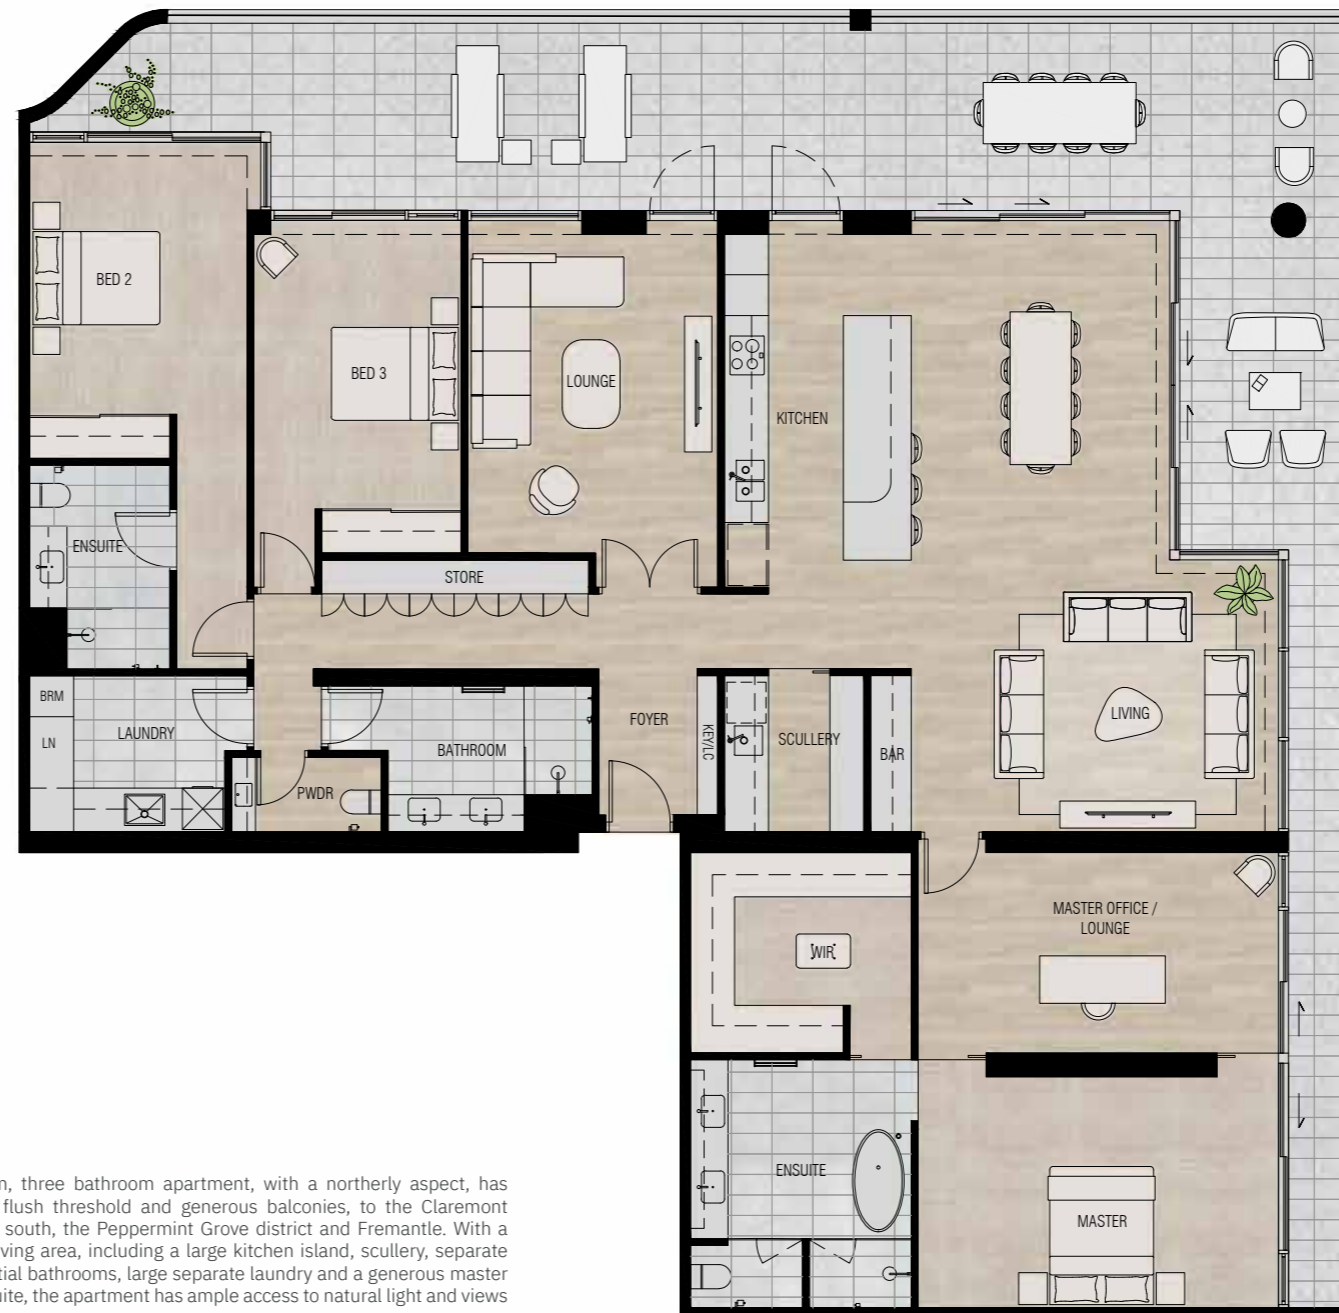 BED 2
BED 3
LOUNGE
KITCHEN
ENSUITE
STORE
BRM
LN
LAUNDRY
PWDR
BATHROOM
FOYER
KEY/LC
SCULLERY
BAR
LIVING
MASTER OFFICE /
LOUNGE
WIR
ENSUITE
MASTER
three bathroom apartment, with a northerly aspect, has
flush threshold and generous balconies, to the Claremont
south, the Peppermint Grove district and Fremantle. With a
area, including a large kitchen island, scullery, separate
bathrooms, large separate laundry and a generous master
the apartment has ample access to natural light and views